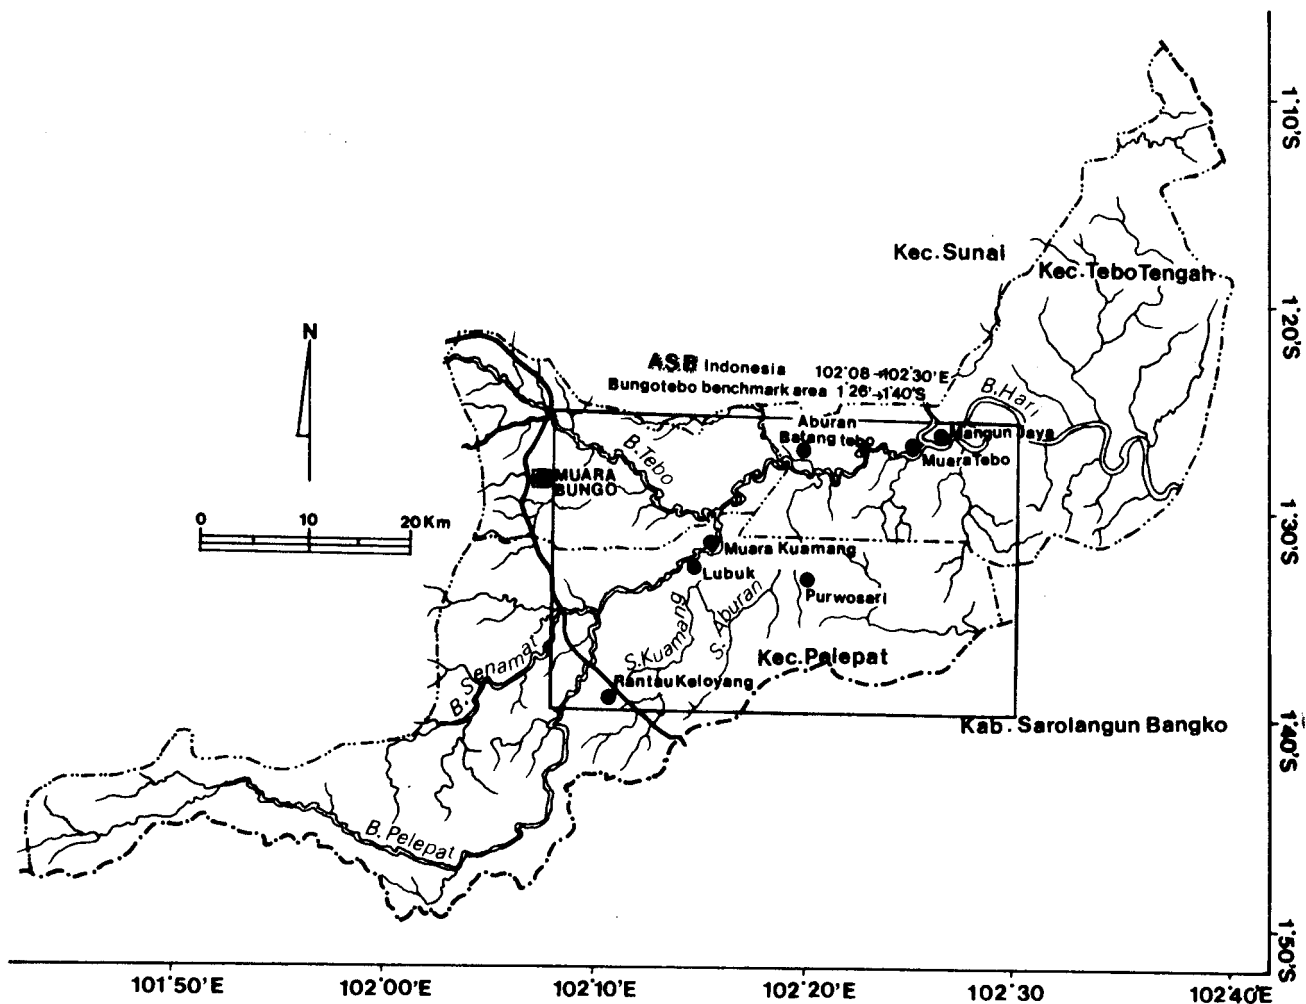 1°10'S
Kec. Sunai
Kec. Tebo Tengah
1°20'S
N
ASB Indonesia 102°08→102°30'E
Bungotebo benchmark area 1°26'→1°40'S
B. Hari
Aburan
Batang tebo
Mangun Jaya
Muara Tebo
B. Tebo
MUARA
BUNGO
0 10 20 Km
1°30'S
Muara Kuamang
Lubuk
Purwosari
S. Kuamang
S. Aburan
Kec. Pelepat
B. Senamat
Rantau Keloyang
Kab. Sarolangun Bangko
1°40'S
B. Pelepat
1°50'S
101°50'E 102°00'E 102°10'E 102°20'E 102°30 102°40'E